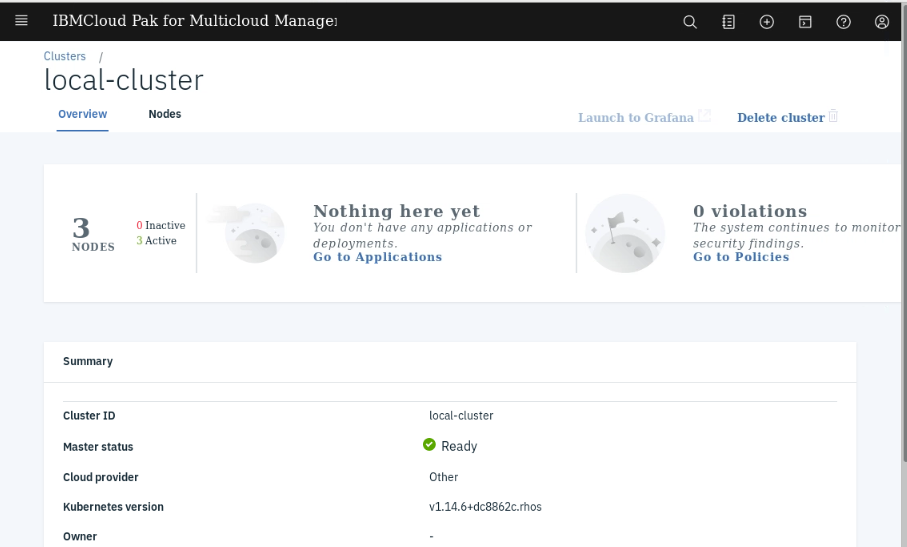 IBMCloud Pak for Multicloud Manager
Clusters /
local-cluster
Overview Nodes Launch to Grafana Delete cluster
3
NODES
0 Inactive
3 Active
Nothing here yet
You don't have any applications or
deployments.
Go to Applications
0 violations
The system continues to monitor
security findings.
Go to Policies
Summary
Cluster ID local-cluster
Master status Ready
Cloud provider Other
Kubernetes version v1.14.6+dc8862c.rhos
Owner -